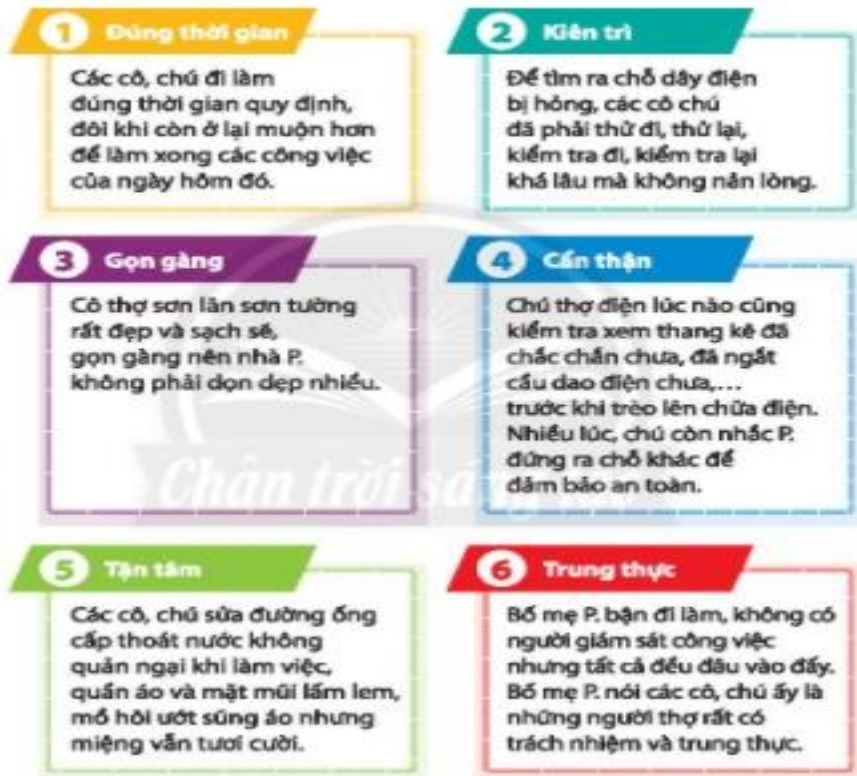 1 Đúng thời gian
Các cô, chú đi làm
đúng thời gian quy định,
đôi khi còn ở lại muộn hơn
để làm xong các công việc
của ngày hôm đó.
2 Kiên trì
Để tìm ra chỗ dây điện
bị hỏng, các cô chú
đã phải thử đi, thử lại,
kiểm tra đi, kiểm tra lại
khá lâu mà không nản lòng.
3 Gọn gàng
Cô thợ sơn lăn sơn tường
rất đẹp và sạch sẽ,
gọn gàng nên nhà P.
không phải dọn dẹp nhiều.
4 Cẩn thận
Chú thợ điện lúc nào cũng
kiểm tra xem thang kê đã
chắc chắn chưa, đã ngắt
cầu dao điện chưa,...
trước khi trèo lên chữa điện.
Nhiều lúc, chú còn nhắc P.
đứng ra chỗ khác để
đảm bảo an toàn.
Chân trời sá
5 Tận tâm
Các cô, chú sửa đường ống
cấp thoát nước không
quản ngại khi làm việc,
quần áo và mặt mũi lấm lem,
mồ hôi ướt sũng áo nhưng
miệng vẫn tươi cười.
6 Trung thực
Bố mẹ P. bận đi làm, không có
người giám sát công việc
nhưng tất cả đều đâu vào đấy.
Bố mẹ P. nói các cô, chú ấy là
những người thợ rất có
trách nhiệm và trung thực.